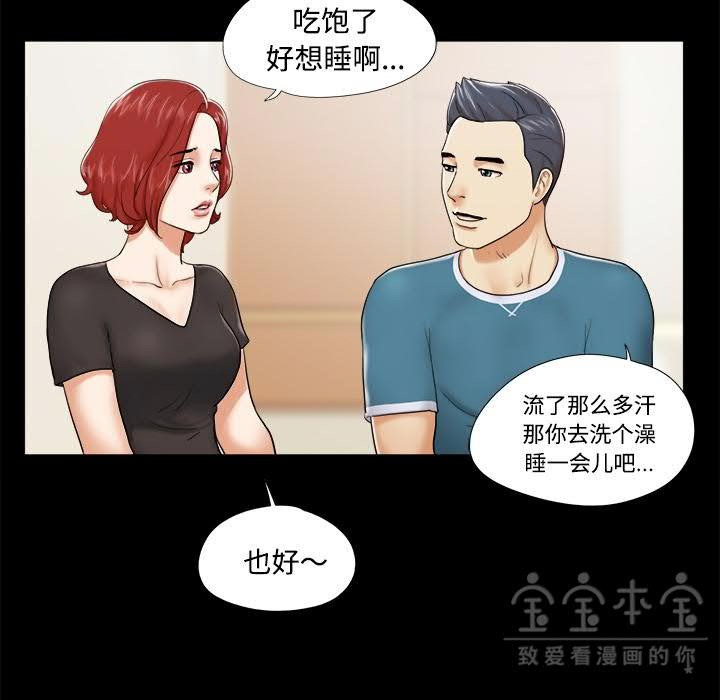 吃饱了
好想睡啊...
流了那么多汗
那你去洗个澡
睡一会儿吧...
也好～
宝宝本宝
致爱看漫画的你